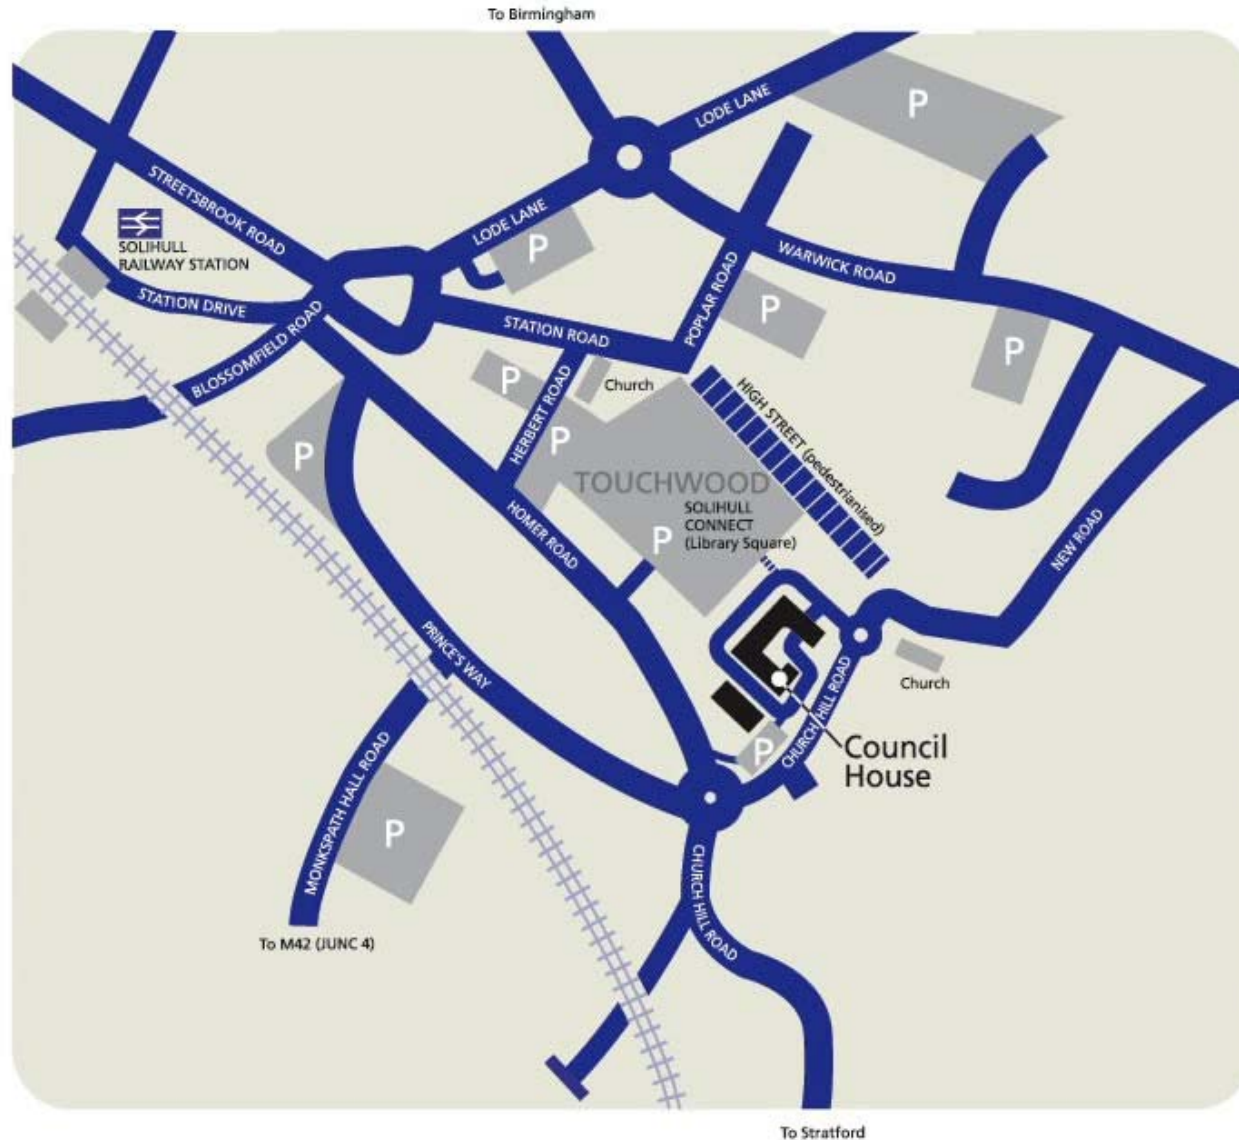 To Birmingham
LODE LANE
P
STREETSBROOK ROAD
SOLIHULL
RAILWAY STATION
LODE LANE
P
WARWICK ROAD
STATION DRIVE
BLOSSOMFIELD ROAD
STATION ROAD
POPLAR ROAD
P
P
P
Church
HIGH STREET (pedestrianised)
HERBERT ROAD
P
P
TOUCHWOOD
SOLIHULL
CONNECT
(Library Square)
P
HOMER ROAD
NEW ROAD
PRINCE'S WAY
Church
CHURCH HILL ROAD
P
Council
House
MONKSPATH HALL ROAD
P
CHURCH HILL ROAD
To M42 (JUNC 4)
To Stratford